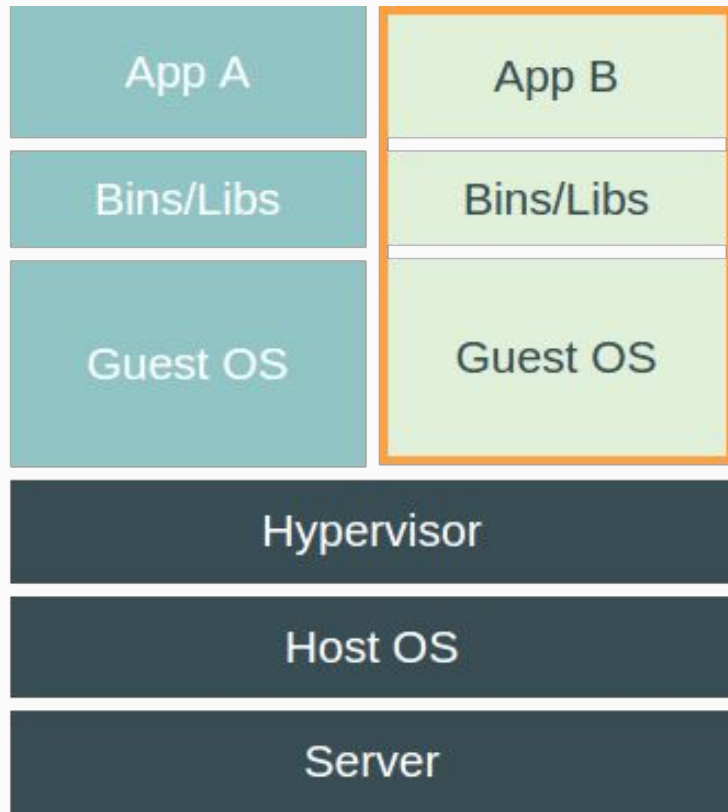 App A
App B
Bins/Libs
Bins/Libs
Guest OS
Guest OS
Hypervisor
Host OS
Server